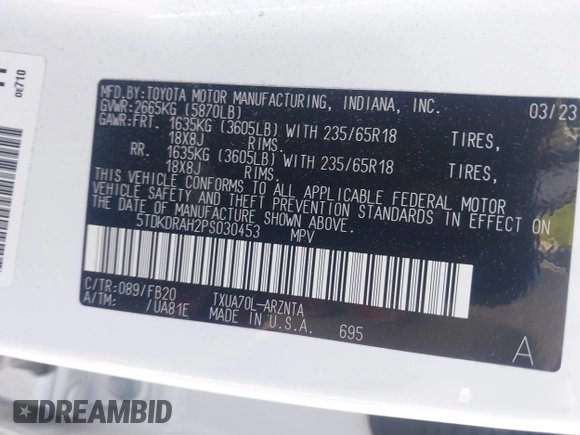 0E710
MFD.BY:TOYOTA MOTOR MANUFACTURING, INDIANA, INC. 03/23
GVWR:2665KG (5870LB)
GAWR:FRT. 1635KG (3605LB) WITH 235/65R18 TIRES,
18X8J RIMS.
RR. 1635KG (3605LB) WITH 235/65R18 TIRES,
18X8J RIMS.
THIS VEHICLE CONFORMS TO ALL APPLICABLE FEDERAL MOTOR
VEHICLE SAFETY AND THEFT PREVENTION STANDARDS IN EFFECT ON
THE DATE OF MANUFACTURE SHOWN ABOVE.
5TDKDRAH2PS030453 MPV
C/TR:089/FB20 TXUA70L-ARZNTA
A/TM: /UA81E MADE IN U.S.A. 695
A
DREAMBID